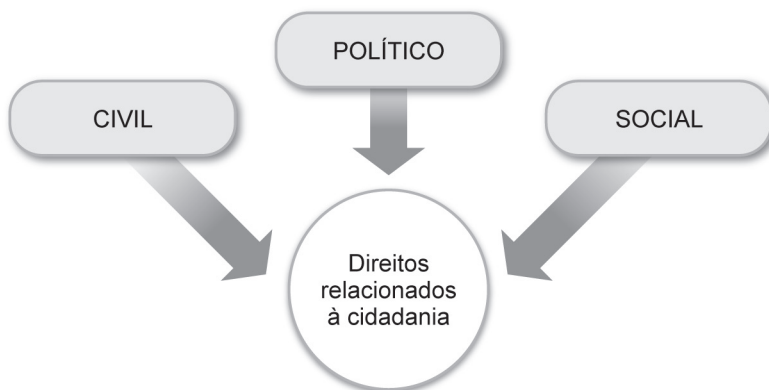 POLÍTICO
CIVIL
SOCIAL
Direitos
relacionados
à cidadania